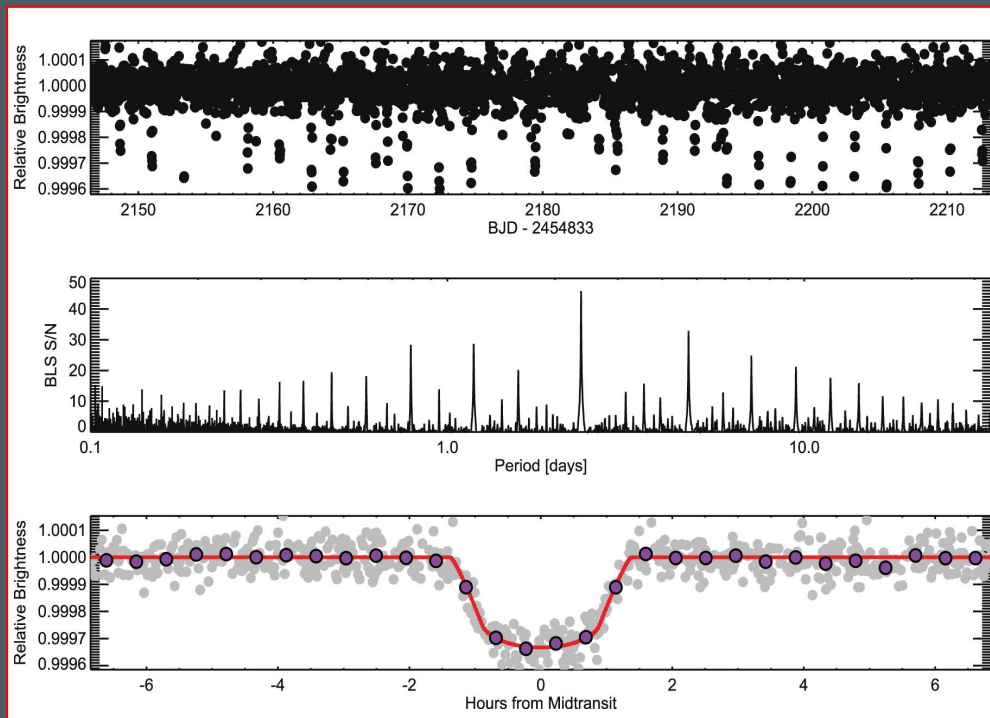 Relative Brightness
1.0001
1.0000
0.9999
0.9998
0.9997
0.9996
2150 2160 2170 2180 2190 2200 2210
BJD - 2454833
BLS S/N
50
40
30
20
10
0
0.1 1.0 10.0
Period [days]
Relative Brightness
1.0001
1.0000
0.9999
0.9998
0.9997
0.9996
-6 -4 -2 0 2 4 6
Hours from Midtransit